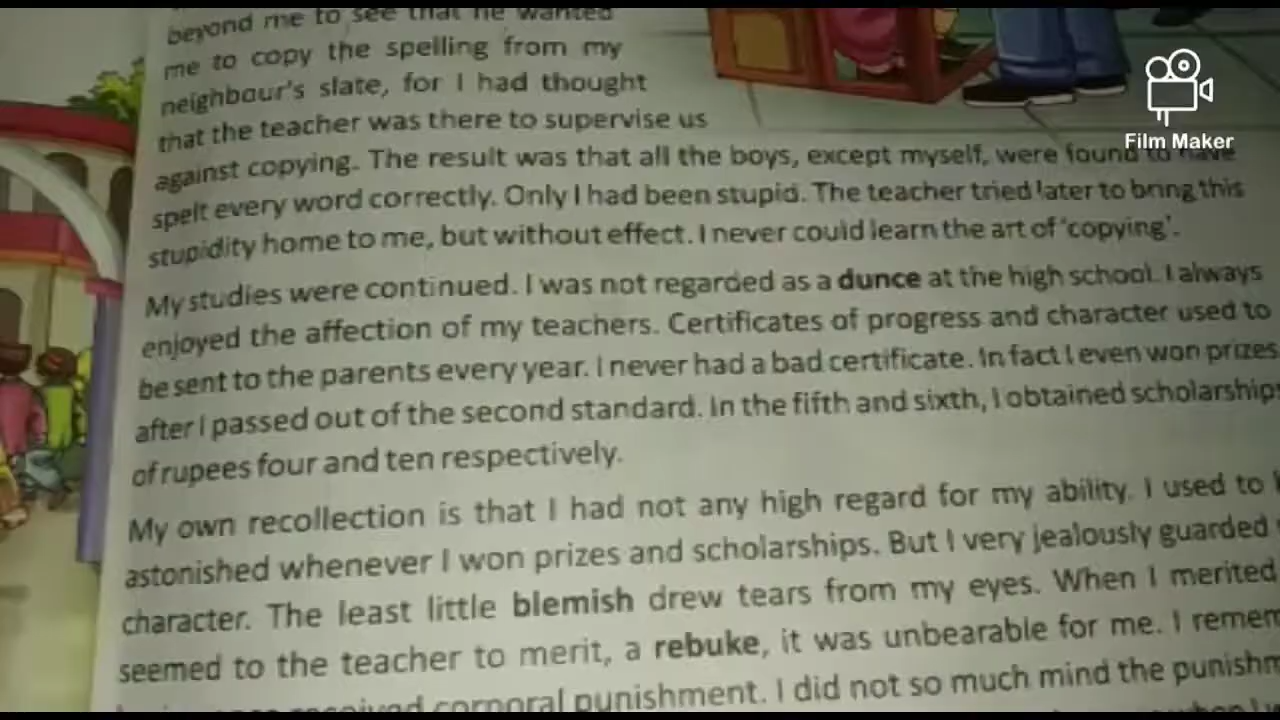 beyond me to see that he wanted
me to copy the spelling from my
neighbour's slate, for I had thought
that the teacher was there to supervise us
against copying. The result was that all the boys, except myself, were found to have
spelt every word correctly. Only I had been stupid. The teacher tried later to bring this
stupidity home to me, but without effect. I never could learn the art of 'copying'.
My studies were continued. I was not regarded as a dunce at the high school. I always
enjoyed the affection of my teachers. Certificates of progress and character used to
be sent to the parents every year. I never had a bad certificate. In fact I even won prizes
after I passed out of the second standard. In the fifth and sixth, I obtained scholarships
of rupees four and ten respectively.
My own recollection is that I had not any high regard for my ability. I used to
astonished whenever I won prizes and scholarships. But I very jealously guarded
character. The least little blemish drew tears from my eyes. When I merited
seemed to the teacher to merit, a rebuke, it was unbearable for me. I remem
received corporal punishment. I did not so much mind the punishm
Film Maker